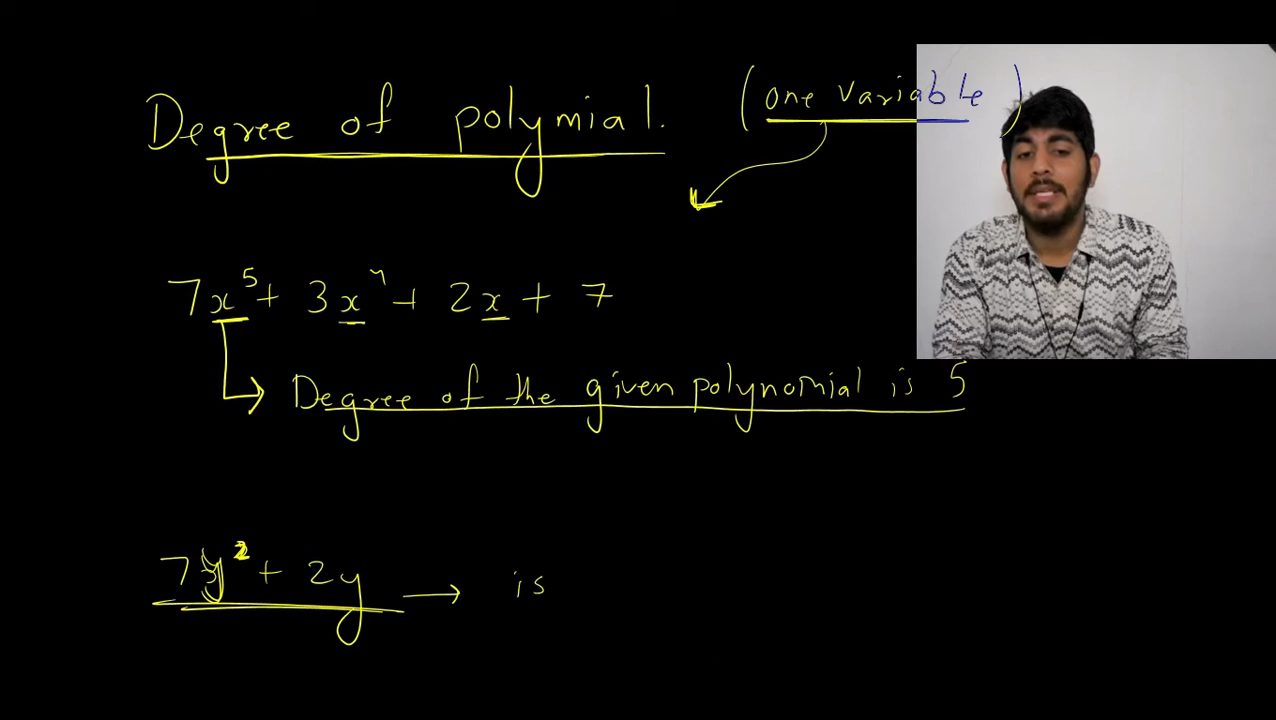 Degree of polymial. (one variable)
7x⁵ + 3x⁴ + 2x + 7
Degree of the given polynomial is 5
7y² + 2y → is